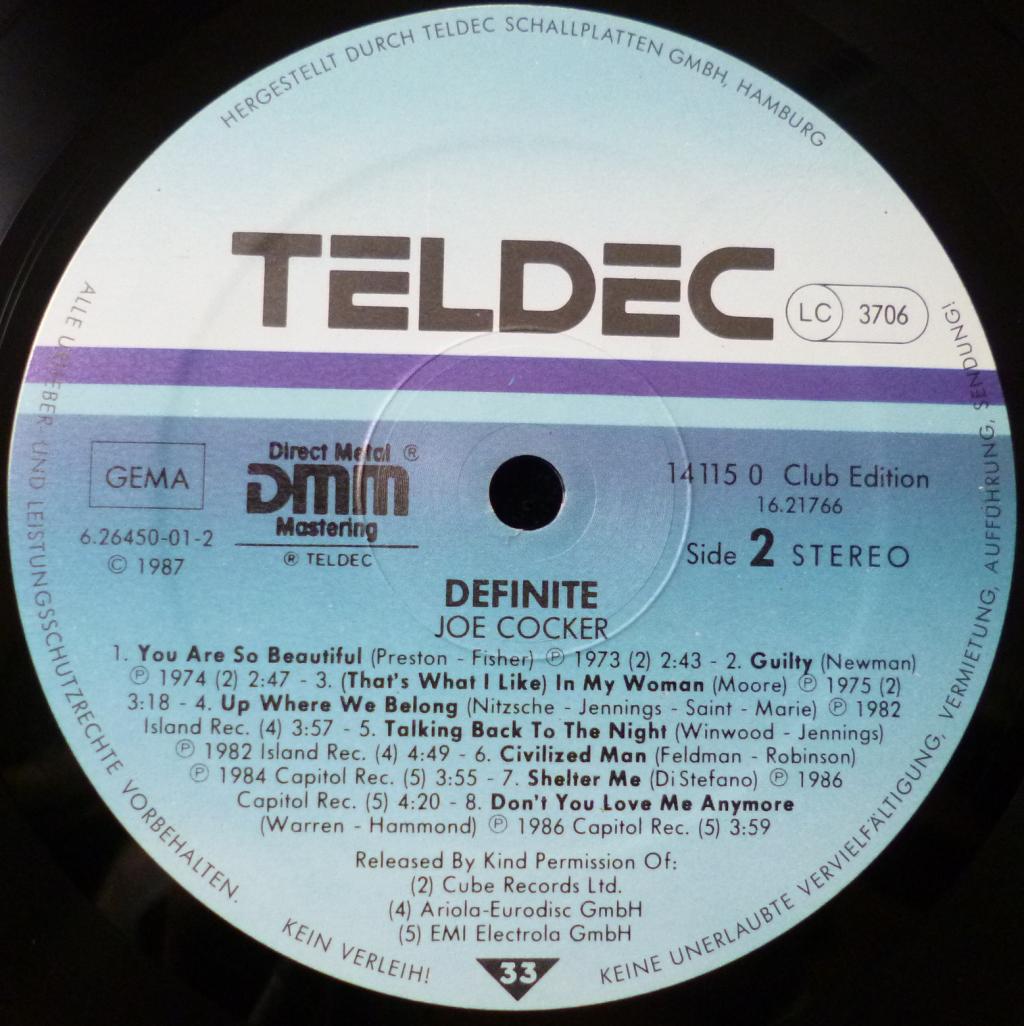 HERGESTELLT DURCH TELDEC SCHALLPLATTEN GMBH, HAMBURG
TELDEC
LC 3706
GEMA
6.26450-01-2
© 1987
Direct Metal ®
DMM
Mastering
® TELDEC
14115 0 Club Edition
16.21766
Side 2 STEREO
DEFINITE
JOE COCKER
1. You Are So Beautiful (Preston - Fisher) ℗ 1973 (2) 2:43 - 2. Guilty (Newman)
℗ 1974 (2) 2:47 - 3. (That's What I Like) In My Woman (Moore) ℗ 1975 (2)
3:18 - 4. Up Where We Belong (Nitzsche - Jennings - Saint - Marie) ℗ 1982
Island Rec. (4) 3:57 - 5. Talking Back To The Night (Winwood - Jennings)
℗ 1982 Island Rec. (4) 4:49 - 6. Civilized Man (Feldman - Robinson)
℗ 1984 Capitol Rec. (5) 3:55 - 7. Shelter Me (Di Stefano) ℗ 1986
Capitol Rec. (5) 4:20 - 8. Don't You Love Me Anymore
(Warren - Hammond) ℗ 1986 Capitol Rec. (5) 3:59
Released By Kind Permission Of:
(2) Cube Records Ltd.
(4) Ariola-Eurodisc GmbH
(5) EMI Electrola GmbH
33
ALLE URHEBER UND LEISTUNGSSCHUTZRECHTE VORBEHALTEN.
KEIN VERLEIH!
KEINE UNERLAUBTE VERVIELFÄLTIGUNG, VERMIETUNG, AUFFÜHRUNG, SENDUNG!